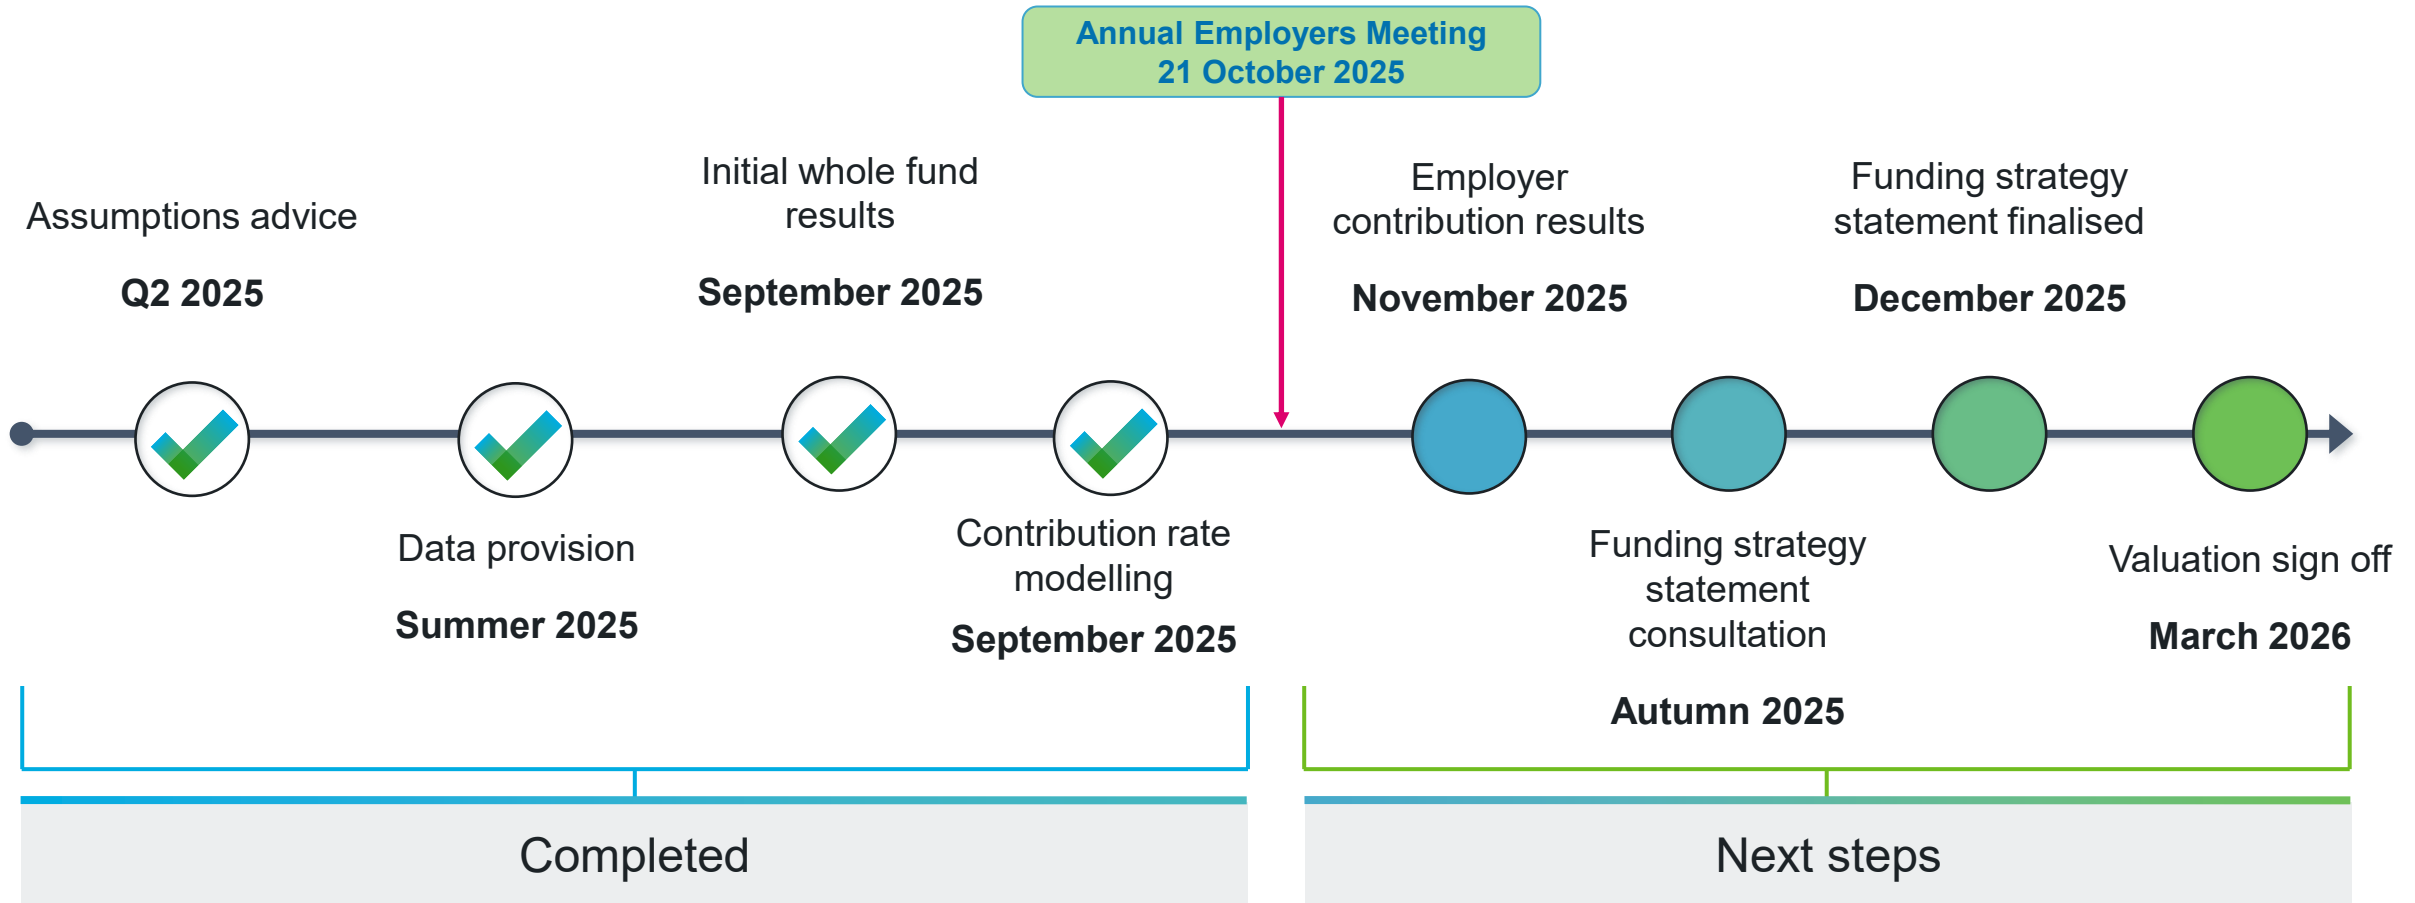 Annual Employers Meeting
21 October 2025
Assumptions advice
Q2 2025
Data provision
Summer 2025
Initial whole fund
results
September 2025
Contribution rate
modelling
September 2025
Employer
contribution results
November 2025
Funding strategy
statement
consultation
Autumn 2025
Funding strategy
statement finalised
December 2025
Valuation sign off
March 2026
Completed
Next steps